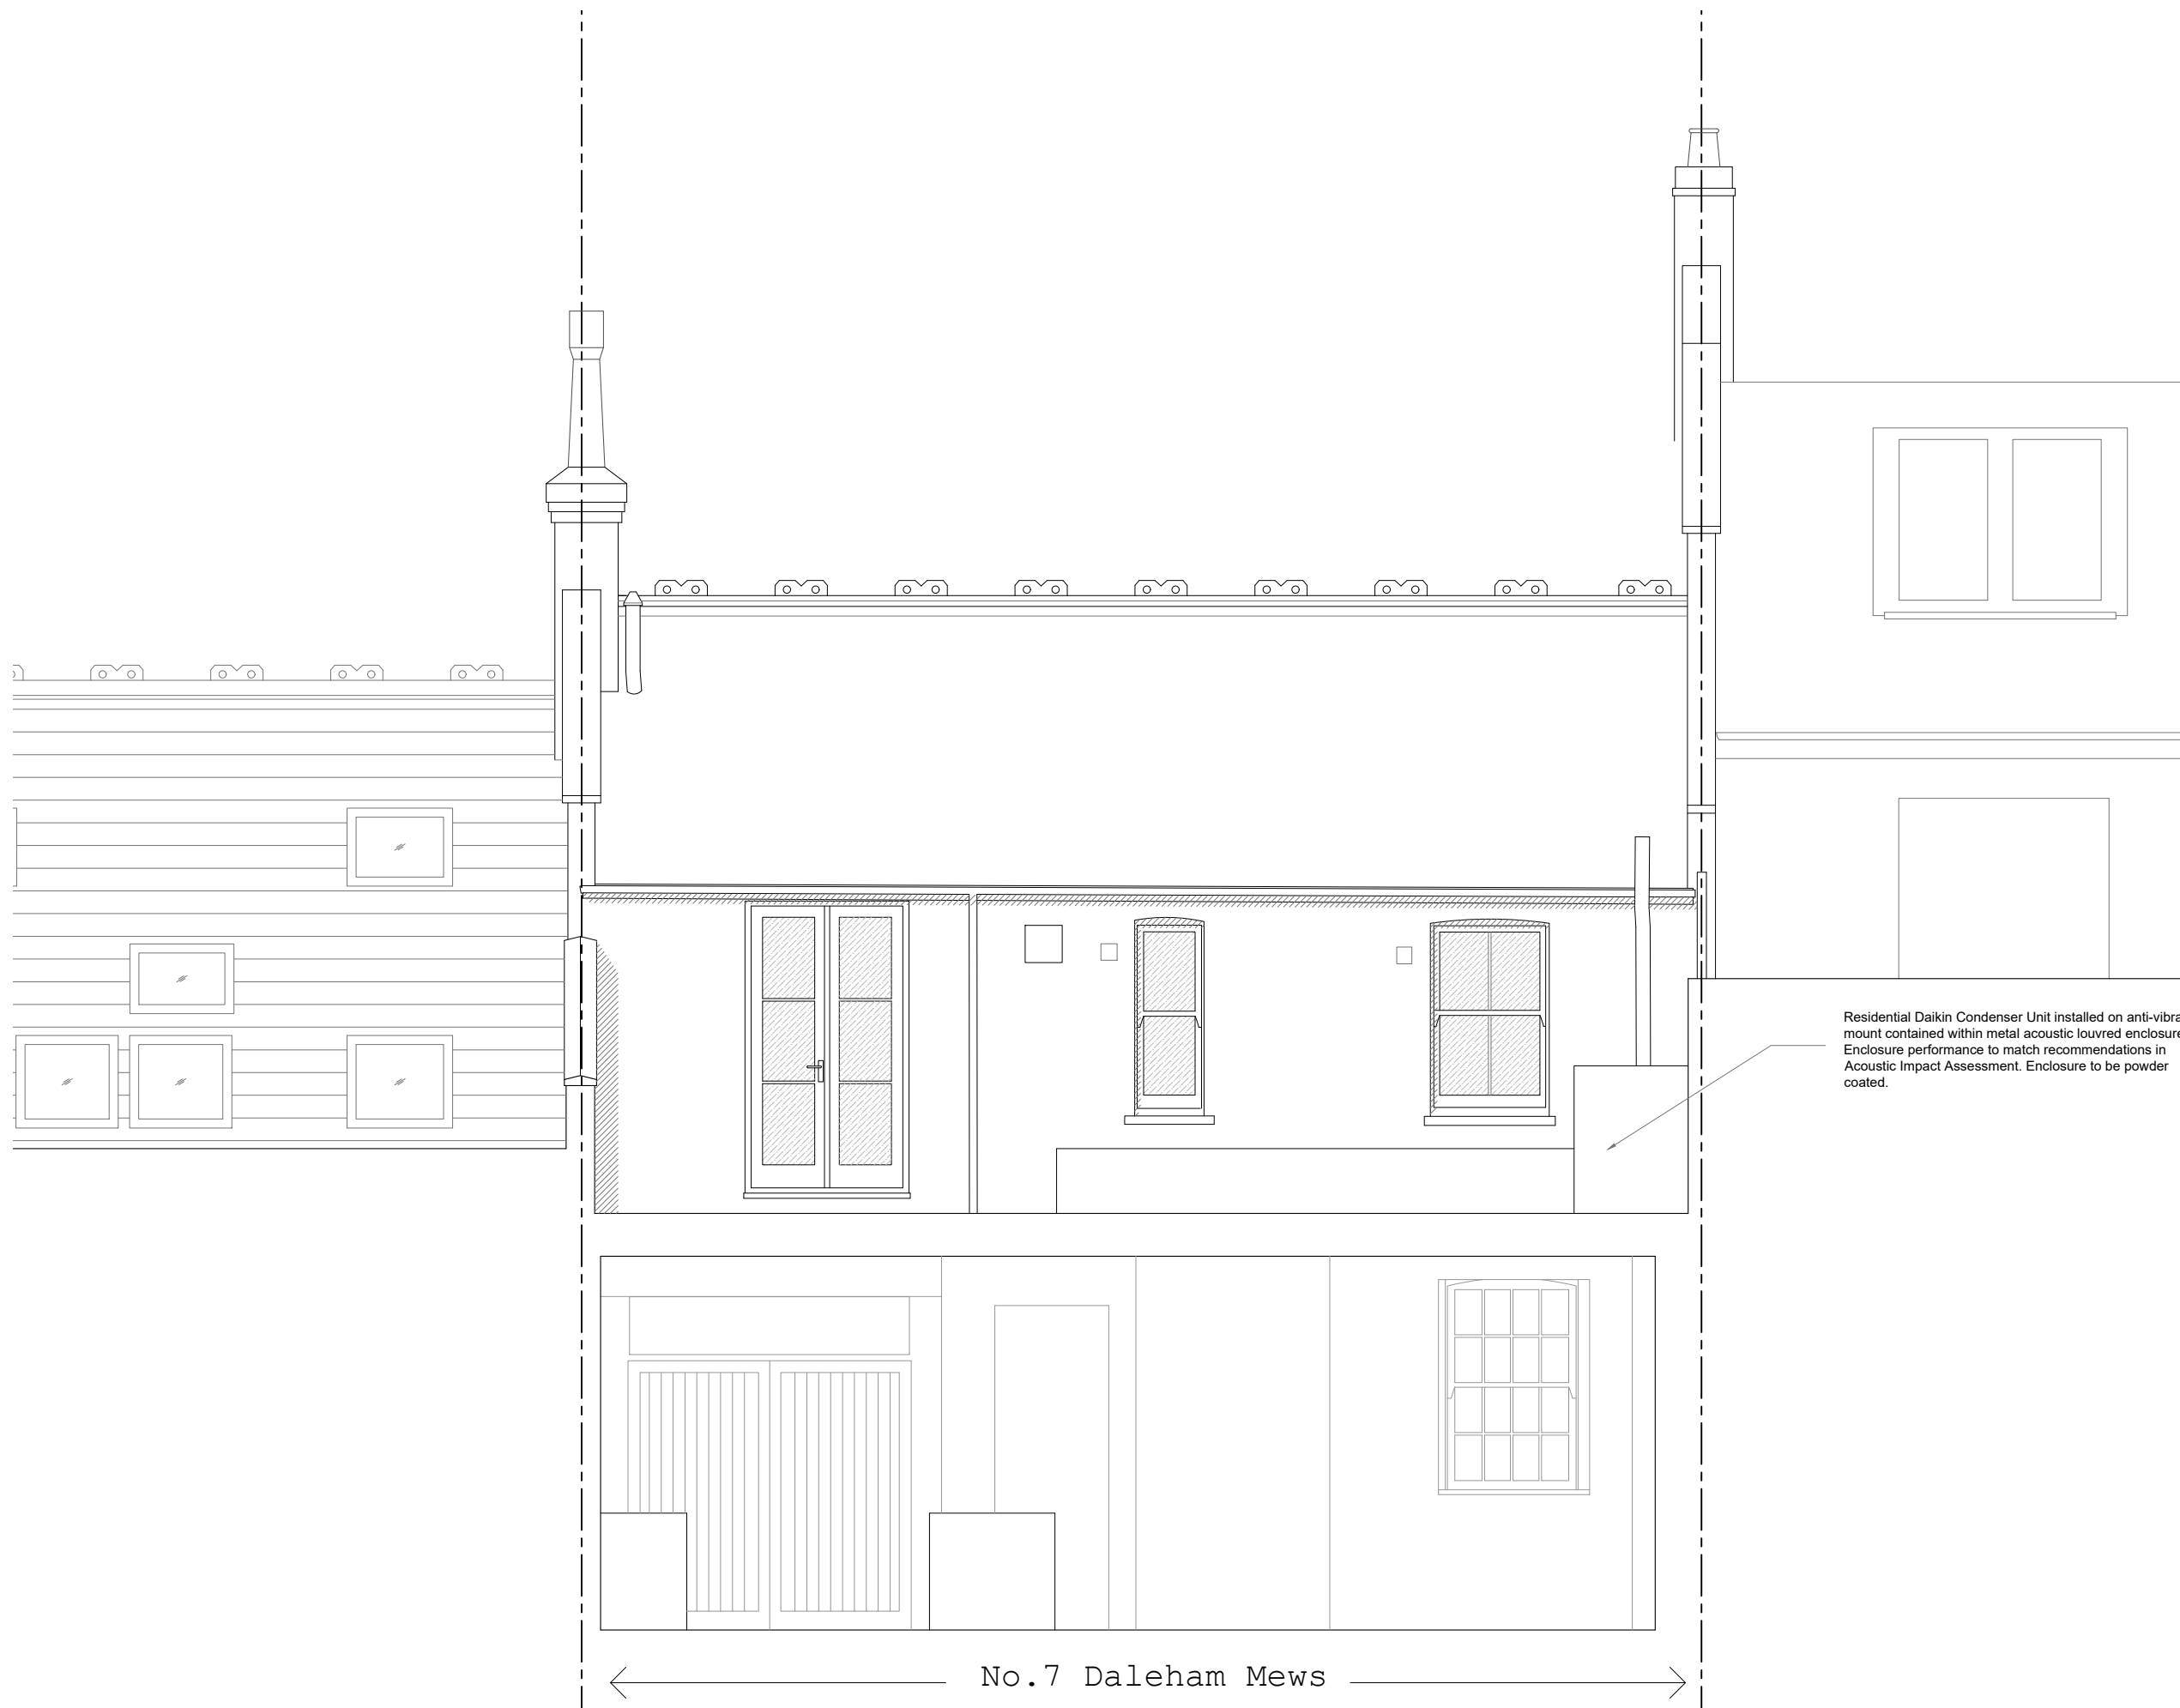 Residential Daikin Condenser Unit installed on anti-vibra
mount contained within metal acoustic louvred enclosure
Enclosure performance to match recommendations in
Acoustic Impact Assessment. Enclosure to be powder
coated.
No.7 Daleham Mews